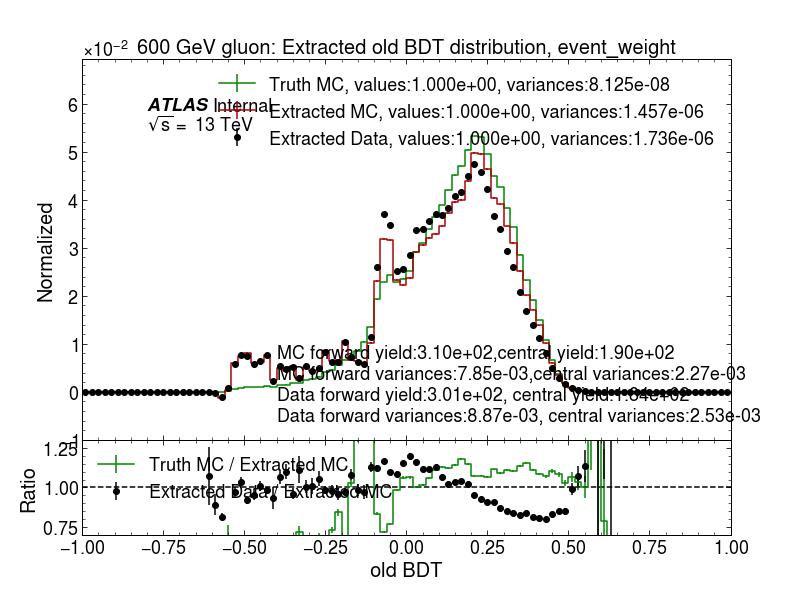 ×10⁻² 600 GeV gluon: Extracted old BDT distribution, event_weight
Truth MC, values:1.000e+00, variances:8.125e-08
ATLAS Internal
Extracted MC, values:1.000e+00, variances:1.457e-06
√s = 13 TeV
Extracted Data, values:1.000e+00, variances:1.736e-06
6
5
4
3
2
1
0
−1
Normalized
MC forward yield:3.10e+02,central yield:1.90e+02
MC forward variances:7.85e-03,central variances:2.27e-03
Data forward yield:3.01e+02, central yield:1.84e+02
Data forward variances:8.87e-03, central variances:2.53e-03
1.25
1.00
0.75
Ratio
Truth MC / Extracted MC
Extracted Data / Extracted MC
−1.00 −0.75 −0.50 −0.25 0.00 0.25 0.50 0.75 1.00
old BDT